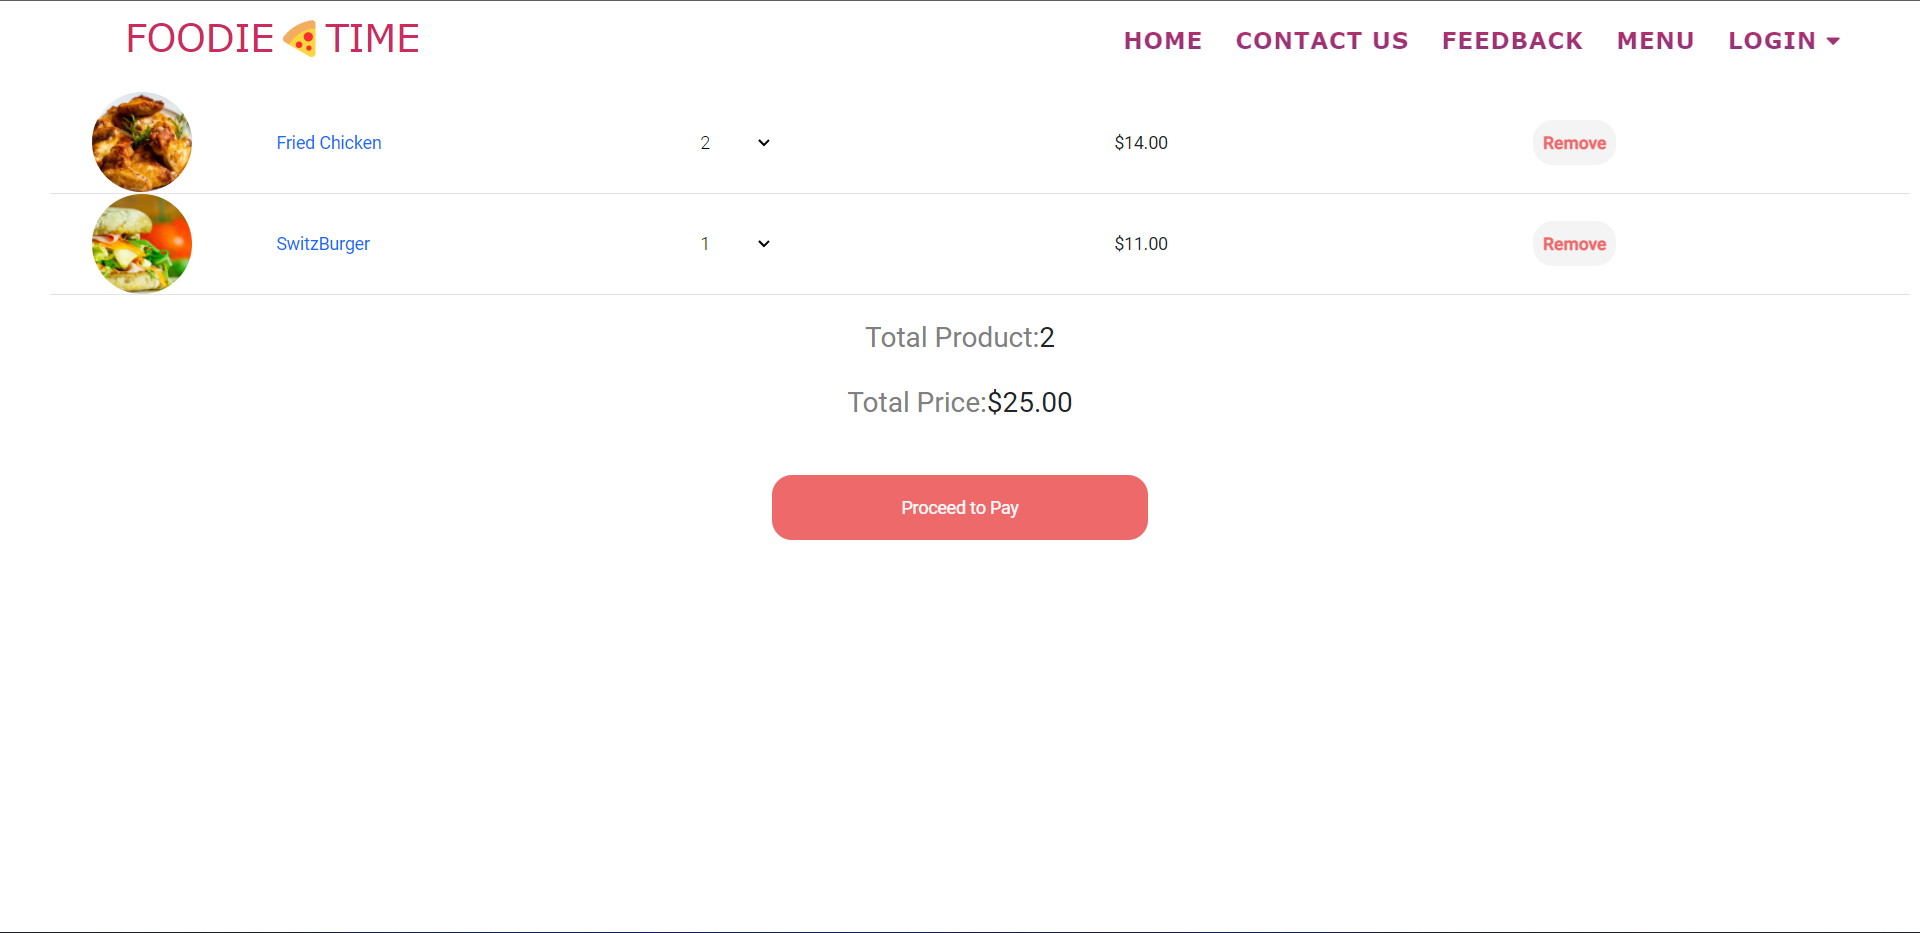 FOODIE TIME
HOME CONTACT US FEEDBACK MENU LOGIN
Fried Chicken 2 $14.00 Remove
SwitzBurger 1 $11.00 Remove
Total Product:2
Total Price:$25.00
Proceed to Pay